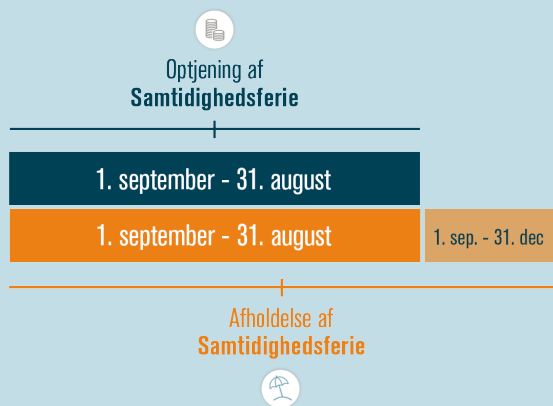 Optjening af
Samtidighedsferie
1. september - 31. august
1. september - 31. august
1. sep. - 31. dec
Afholdelse af
Samtidighedsferie